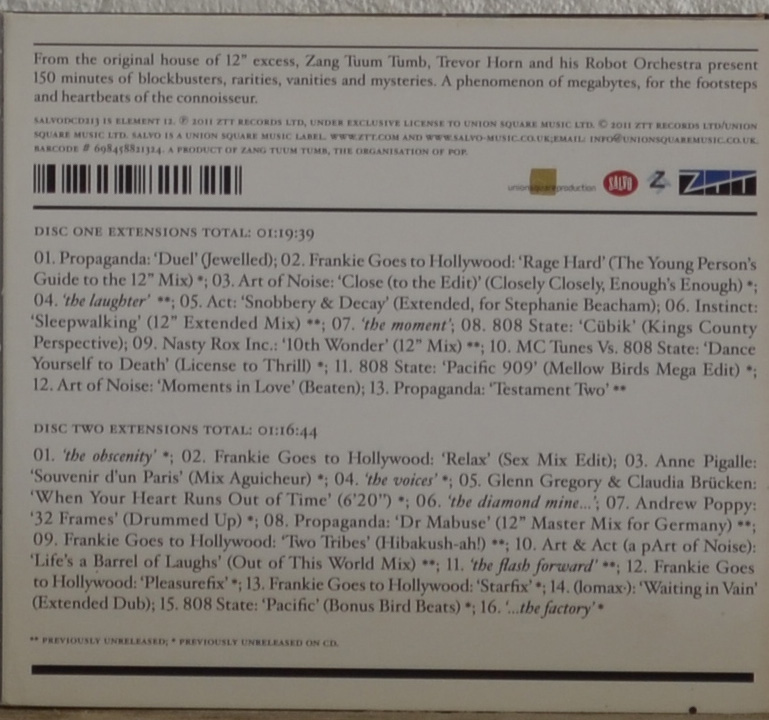 From the original house of 12” excess, Zang Tuum Tumb, Trevor Horn and his Robot Orchestra present
150 minutes of blockbusters, rarities, vanities and mysteries. A phenomenon of megabytes, for the footsteps
and heartbeats of the connoisseur.
SALVODCD213 IS ELEMENT 12. ℗ 2011 ZTT RECORDS LTD, UNDER EXCLUSIVE LICENSE TO UNION SQUARE MUSIC LTD. © 2011 ZTT RECORDS LTD/UNION
SQUARE MUSIC LTD. SALVO IS A UNION SQUARE MUSIC LABEL. WWW.ZTT.COM AND WWW.SALVO-MUSIC.CO.UK;EMAIL: INFO@UNIONSQUAREMUSIC.CO.UK.
BARCODE # 698458821324. A PRODUCT OF ZANG TUUM TUMB, THE ORGANISATION OF POP.
unionsquareproduction SALVO Z ZTT
DISC ONE EXTENSIONS TOTAL: 01:19:39
01. Propaganda: ‘Duel’ (Jewelled); 02. Frankie Goes to Hollywood: ‘Rage Hard’ (The Young Person’s
Guide to the 12” Mix) *; 03. Art of Noise: ‘Close (to the Edit)’ (Closely Closely, Enough’s Enough) *;
04. ‘the laughter’ **; 05. Act: ‘Snobbery & Decay’ (Extended, for Stephanie Beacham); 06. Instinct:
‘Sleepwalking’ (12” Extended Mix) **; 07. ‘the moment’; 08. 808 State: ‘Cübik’ (Kings County
Perspective); 09. Nasty Rox Inc.: ‘10th Wonder’ (12” Mix) **; 10. MC Tunes Vs. 808 State: ‘Dance
Yourself to Death’ (License to Thrill) *; 11. 808 State: ‘Pacific 909’ (Mellow Birds Mega Edit) *;
12. Art of Noise: ‘Moments in Love’ (Beaten); 13. Propaganda: ‘Testament Two’ **
DISC TWO EXTENSIONS TOTAL: 01:16:44
01. ‘the obscenity’ *; 02. Frankie Goes to Hollywood: ‘Relax’ (Sex Mix Edit); 03. Anne Pigalle:
‘Souvenir d’un Paris’ (Mix Aguicheur) *; 04. ‘the voices’ *; 05. Glenn Gregory & Claudia Brücken:
‘When Your Heart Runs Out of Time’ (6’20”) *; 06. ‘the diamond mine...’; 07. Andrew Poppy:
‘32 Frames’ (Drummed Up) *; 08. Propaganda: ‘Dr Mabuse’ (12” Master Mix for Germany) **;
09. Frankie Goes to Hollywood: ‘Two Tribes’ (Hibakush-ah!) **; 10. Art & Act (a pArt of Noise):
‘Life’s a Barrel of Laughs’ (Out of This World Mix) **; 11. ‘the flash forward’ **; 12. Frankie Goes
to Hollywood: ‘Pleasurefix’ *; 13. Frankie Goes to Hollywood: ‘Starfix’ *; 14. (lomax·): ‘Waiting in Vain’
(Extended Dub); 15. 808 State: ‘Pacific’ (Bonus Bird Beats) *; 16. ‘...the factory’ *
** PREVIOUSLY UNRELEASED; * PREVIOUSLY UNRELEASED ON CD.